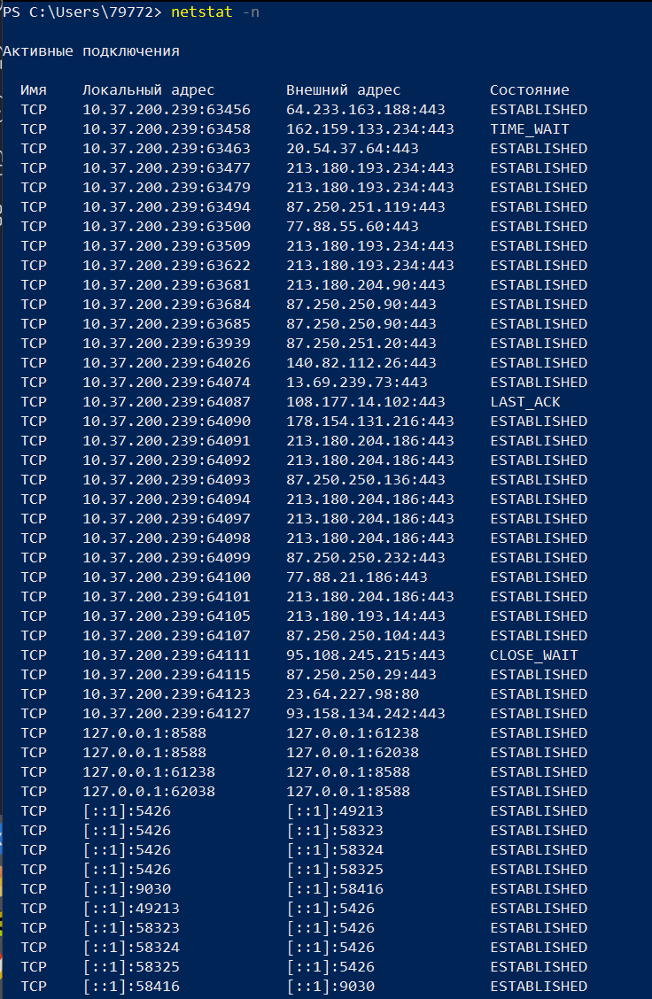 PS C:\Users\79772> netstat -n
Активные подключения
Имя Локальный адрес Внешний адрес Состояние
TCP 10.37.200.239:63456 64.233.163.188:443 ESTABLISHED
TCP 10.37.200.239:63458 162.159.133.234:443 TIME_WAIT
TCP 10.37.200.239:63463 20.54.37.64:443 ESTABLISHED
TCP 10.37.200.239:63477 213.180.193.234:443 ESTABLISHED
TCP 10.37.200.239:63479 213.180.193.234:443 ESTABLISHED
TCP 10.37.200.239:63494 87.250.251.119:443 ESTABLISHED
TCP 10.37.200.239:63500 77.88.55.60:443 ESTABLISHED
TCP 10.37.200.239:63509 213.180.193.234:443 ESTABLISHED
TCP 10.37.200.239:63622 213.180.193.234:443 ESTABLISHED
TCP 10.37.200.239:63681 213.180.204.90:443 ESTABLISHED
TCP 10.37.200.239:63684 87.250.250.90:443 ESTABLISHED
TCP 10.37.200.239:63685 87.250.250.90:443 ESTABLISHED
TCP 10.37.200.239:63939 87.250.251.20:443 ESTABLISHED
TCP 10.37.200.239:64026 140.82.112.26:443 ESTABLISHED
TCP 10.37.200.239:64074 13.69.239.73:443 ESTABLISHED
TCP 10.37.200.239:64087 108.177.14.102:443 LAST_ACK
TCP 10.37.200.239:64090 178.154.131.216:443 ESTABLISHED
TCP 10.37.200.239:64091 213.180.204.186:443 ESTABLISHED
TCP 10.37.200.239:64092 213.180.204.186:443 ESTABLISHED
TCP 10.37.200.239:64093 87.250.250.136:443 ESTABLISHED
TCP 10.37.200.239:64094 213.180.204.186:443 ESTABLISHED
TCP 10.37.200.239:64097 213.180.204.186:443 ESTABLISHED
TCP 10.37.200.239:64098 213.180.204.186:443 ESTABLISHED
TCP 10.37.200.239:64099 87.250.250.232:443 ESTABLISHED
TCP 10.37.200.239:64100 77.88.21.186:443 ESTABLISHED
TCP 10.37.200.239:64101 213.180.204.186:443 ESTABLISHED
TCP 10.37.200.239:64105 213.180.193.14:443 ESTABLISHED
TCP 10.37.200.239:64107 87.250.250.104:443 ESTABLISHED
TCP 10.37.200.239:64111 95.108.245.215:443 CLOSE_WAIT
TCP 10.37.200.239:64115 87.250.250.29:443 ESTABLISHED
TCP 10.37.200.239:64123 23.64.227.98:80 ESTABLISHED
TCP 10.37.200.239:64127 93.158.134.242:443 ESTABLISHED
TCP 127.0.0.1:8588 127.0.0.1:61238 ESTABLISHED
TCP 127.0.0.1:8588 127.0.0.1:62038 ESTABLISHED
TCP 127.0.0.1:61238 127.0.0.1:8588 ESTABLISHED
TCP 127.0.0.1:62038 127.0.0.1:8588 ESTABLISHED
TCP [::1]:5426 [::1]:49213 ESTABLISHED
TCP [::1]:5426 [::1]:58323 ESTABLISHED
TCP [::1]:5426 [::1]:58324 ESTABLISHED
TCP [::1]:5426 [::1]:58325 ESTABLISHED
TCP [::1]:9030 [::1]:58416 ESTABLISHED
TCP [::1]:49213 [::1]:5426 ESTABLISHED
TCP [::1]:58323 [::1]:5426 ESTABLISHED
TCP [::1]:58324 [::1]:5426 ESTABLISHED
TCP [::1]:58325 [::1]:5426 ESTABLISHED
TCP [::1]:58416 [::1]:9030 ESTABLISHED